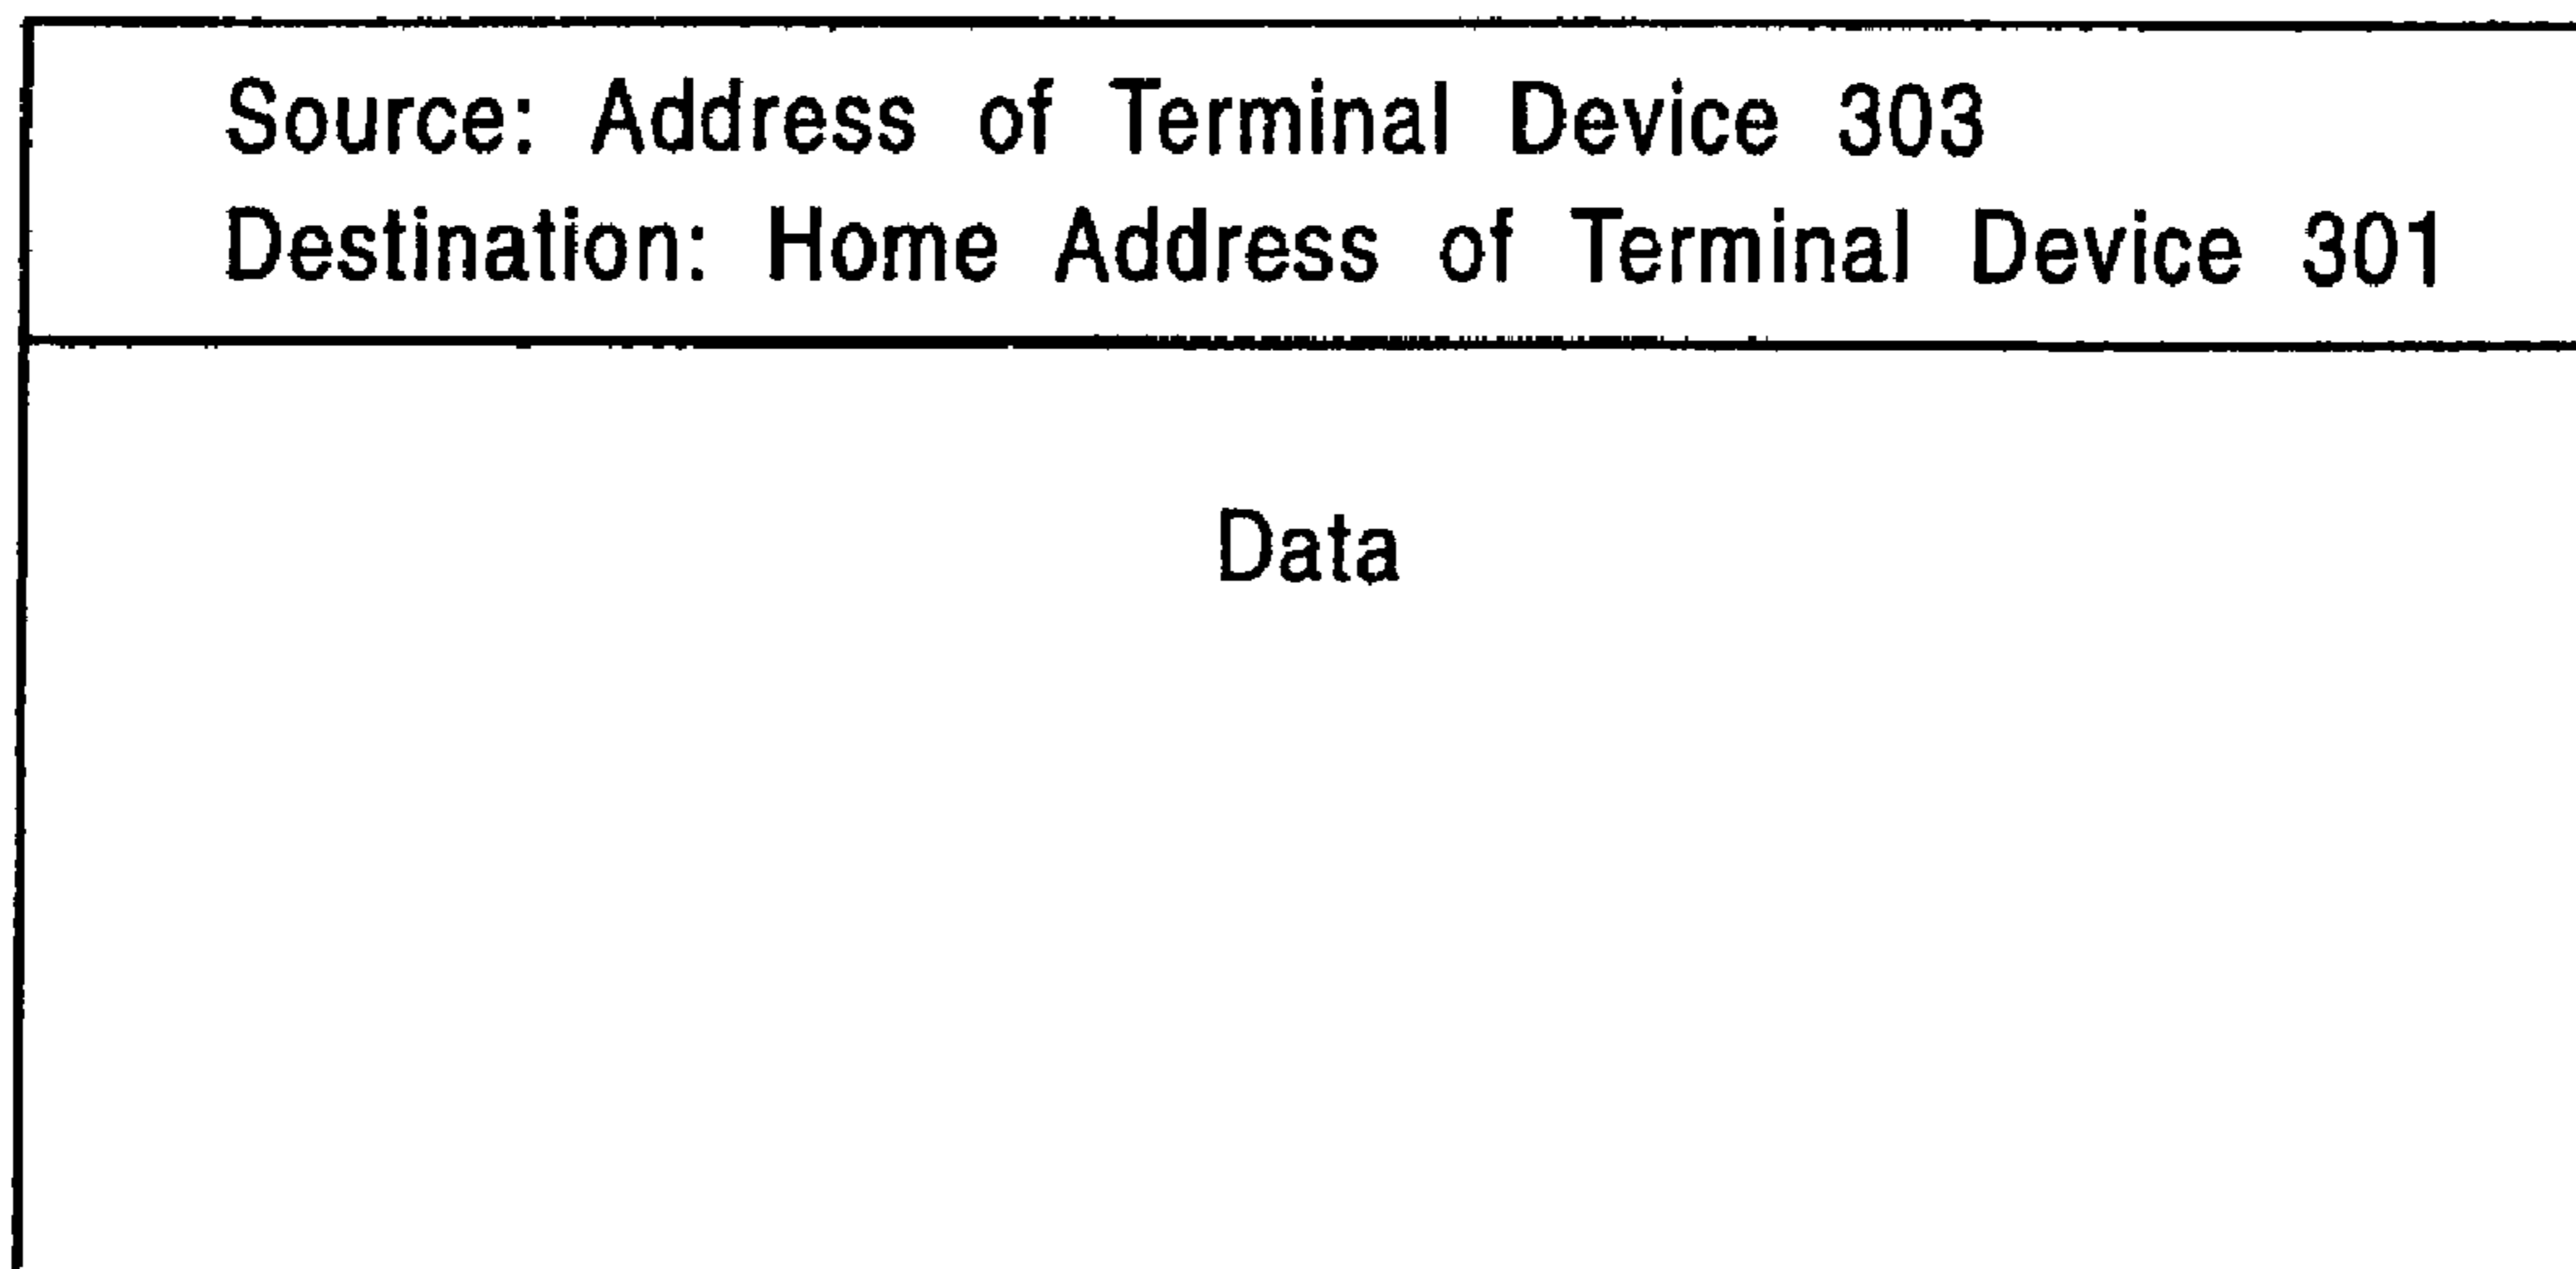 Source: Address of Terminal Device 303
Destination: Home Address of Terminal Device 301
Data